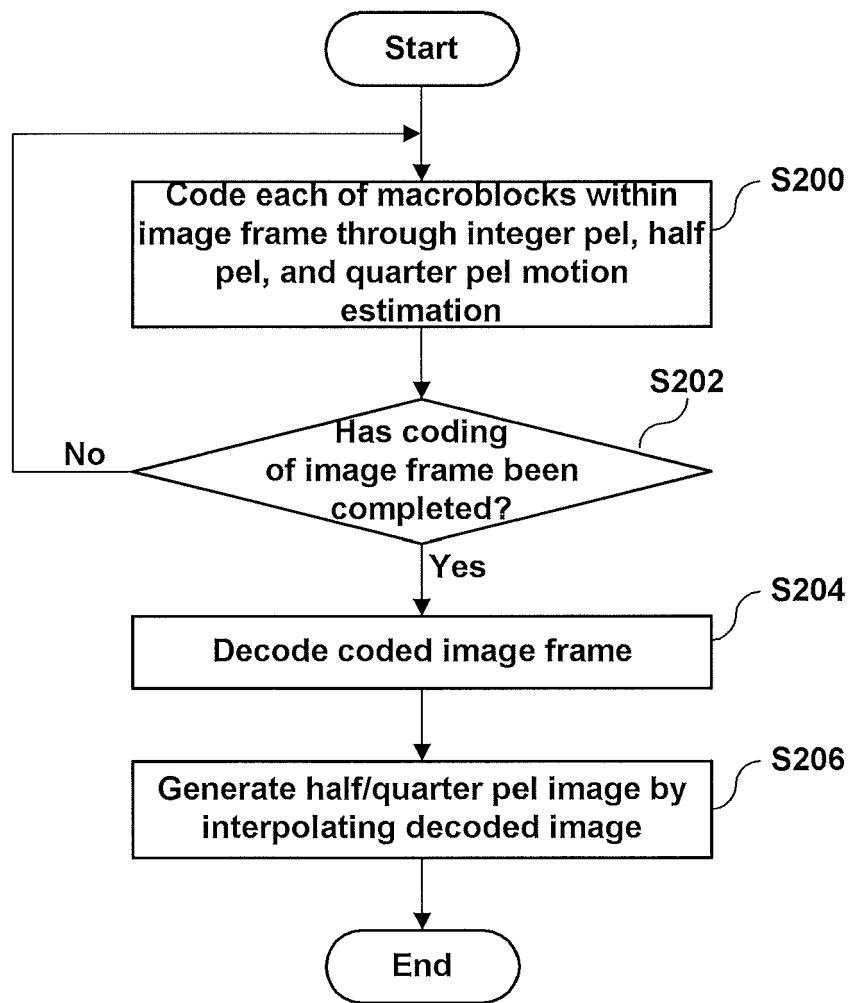 Start
Code each of macroblocks within
image frame through integer pel, half
pel, and quarter pel motion
estimation
S200
Has coding
of image frame been
completed?
S202
No
Yes
Decode coded image frame
S204
Generate half/quarter pel image by
interpolating decoded image
S206
End